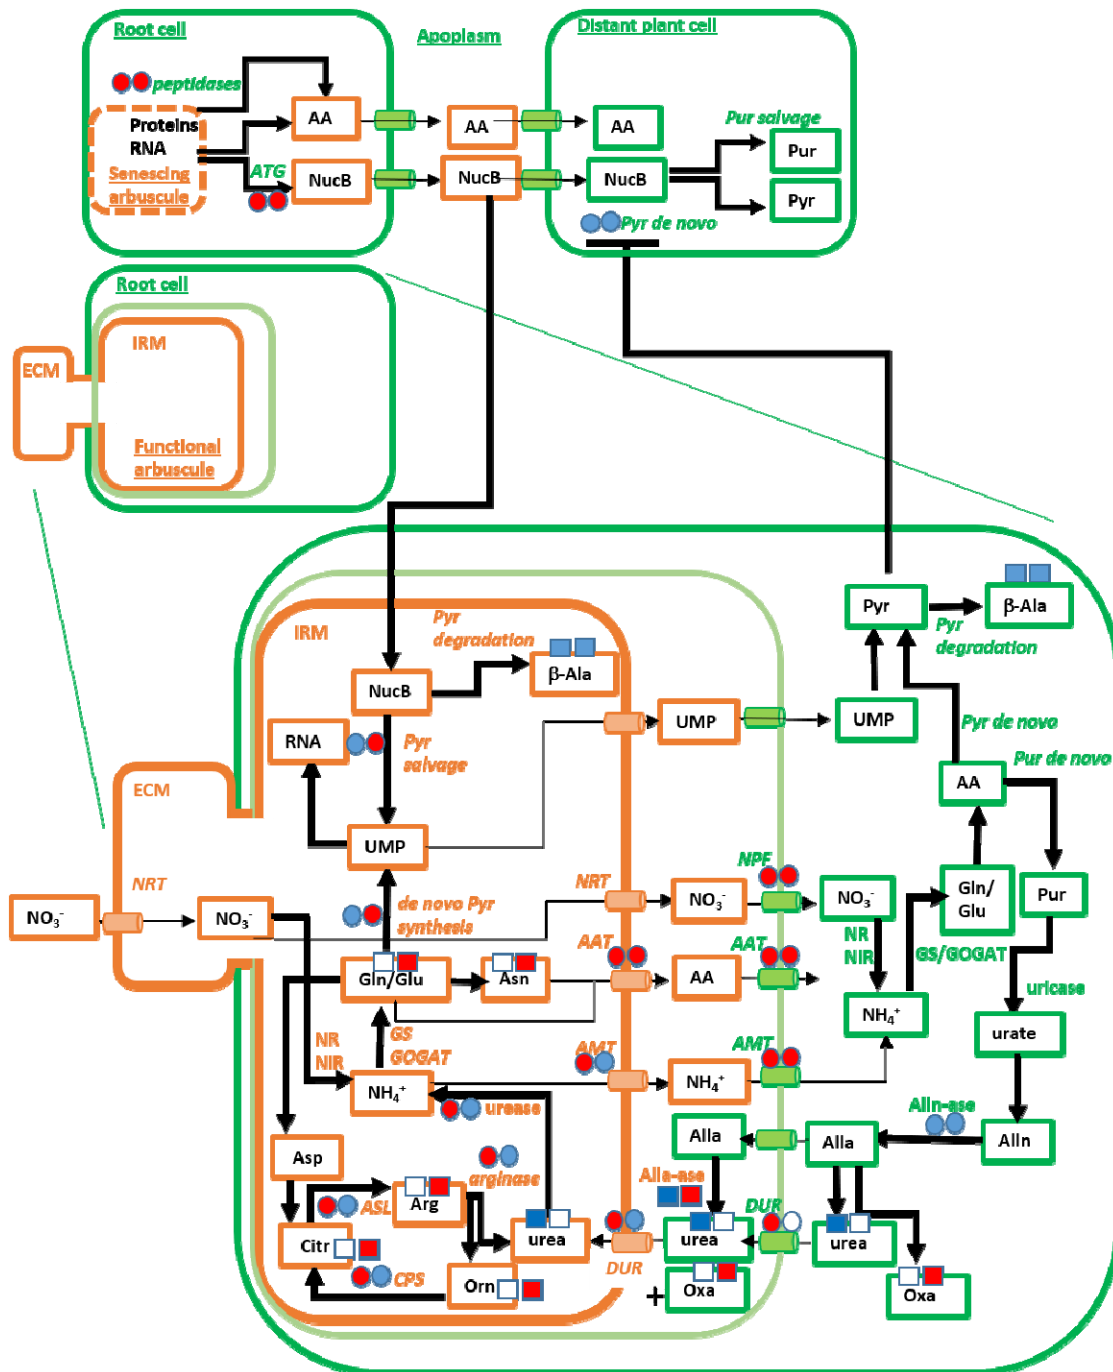 Root cell
Apoplasm
Distant plant cell
peptidases
Proteins
RNA
Senescing
arbuscule
ATG
AA
NucB
AA
NucB
AA
NucB
Pur salvage
Pur
Pyr
Pyr de novo
Root cell
IRM
ECM
Functional
arbuscule
IRM
Pyr
degradation
β-Ala
NucB
RNA
Pyr
salvage
UMP
UMP
UMP
Pyr
β-Ala
Pyr
degradation
Pyr de novo
Pur de novo
AA
ECM
NRT
NO₃⁻
NO₃⁻
de novo Pyr
synthesis
NRT
NO₃⁻
NPF
NO₃⁻
Gln/
Glu
Pur
Gln/Glu
Asn
AAT
AA
AAT
NR
NIR
GS/GOGAT
uricase
NR
NIR
GS
GOGAT
NH₄⁺
AMT
NH₄⁺
AMT
NH₄⁺
urate
urease
Alln-ase
Alla
Alla
Alln
Asp
arginase
Alla-ase
ASL
Arg
DUR
Citr
urea
urea
urea
CPS
Orn
DUR
+
Oxa
Oxa